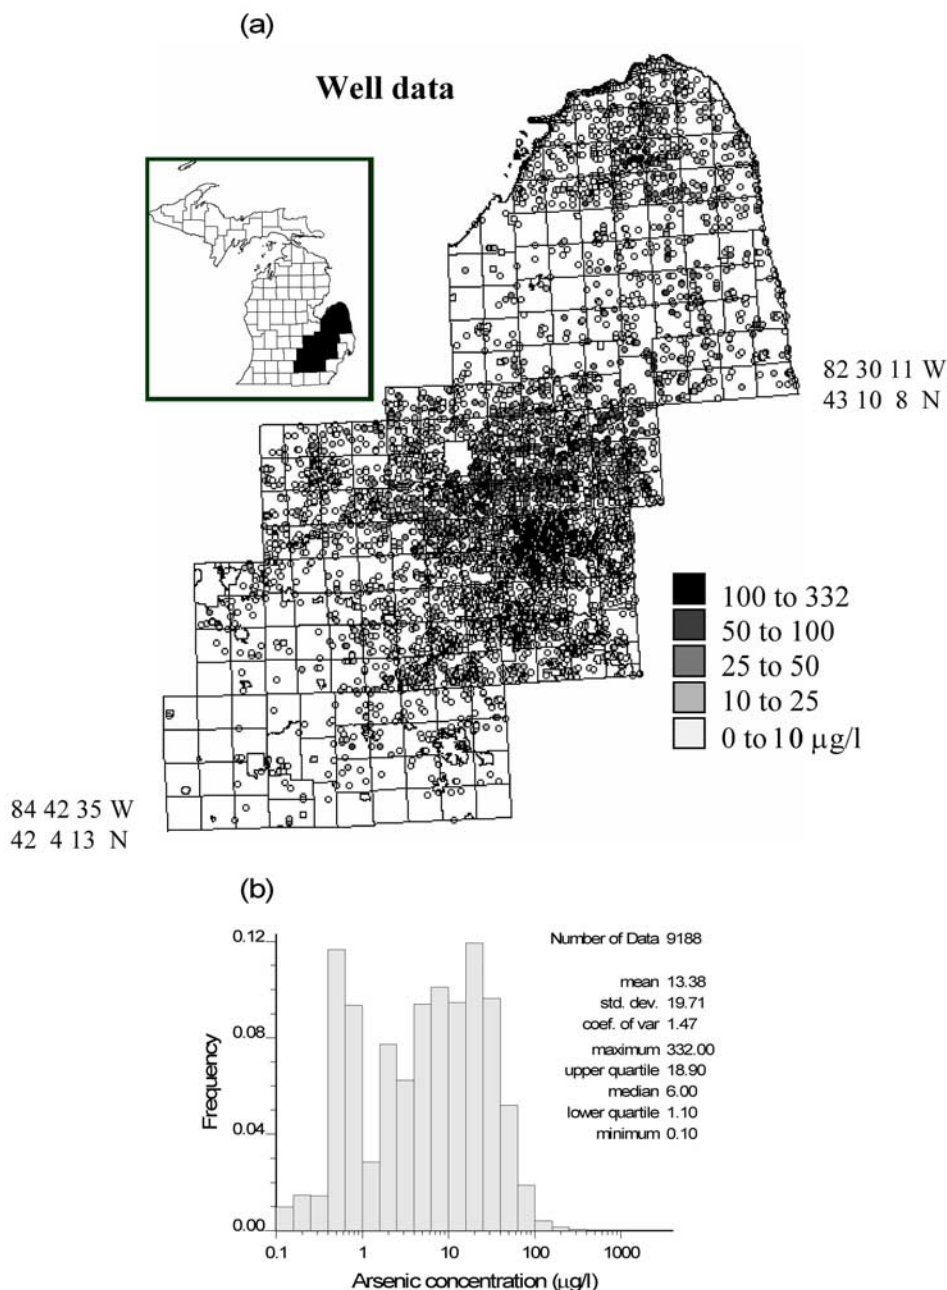 (a)
Well data
82 30 11 W
43 10 8 N
100 to 332
50 to 100
25 to 50
10 to 25
0 to 10 μg/l
84 42 35 W
42 4 13 N
(b)
Number of Data 9188
mean 13.38
std. dev. 19.71
coef. of var 1.47
maximum 332.00
upper quartile 18.90
median 6.00
lower quartile 1.10
minimum 0.10
Frequency
0.12
0.08
0.04
0.00
0.1 1 10 100 1000
Arsenic concentration (μg/l)